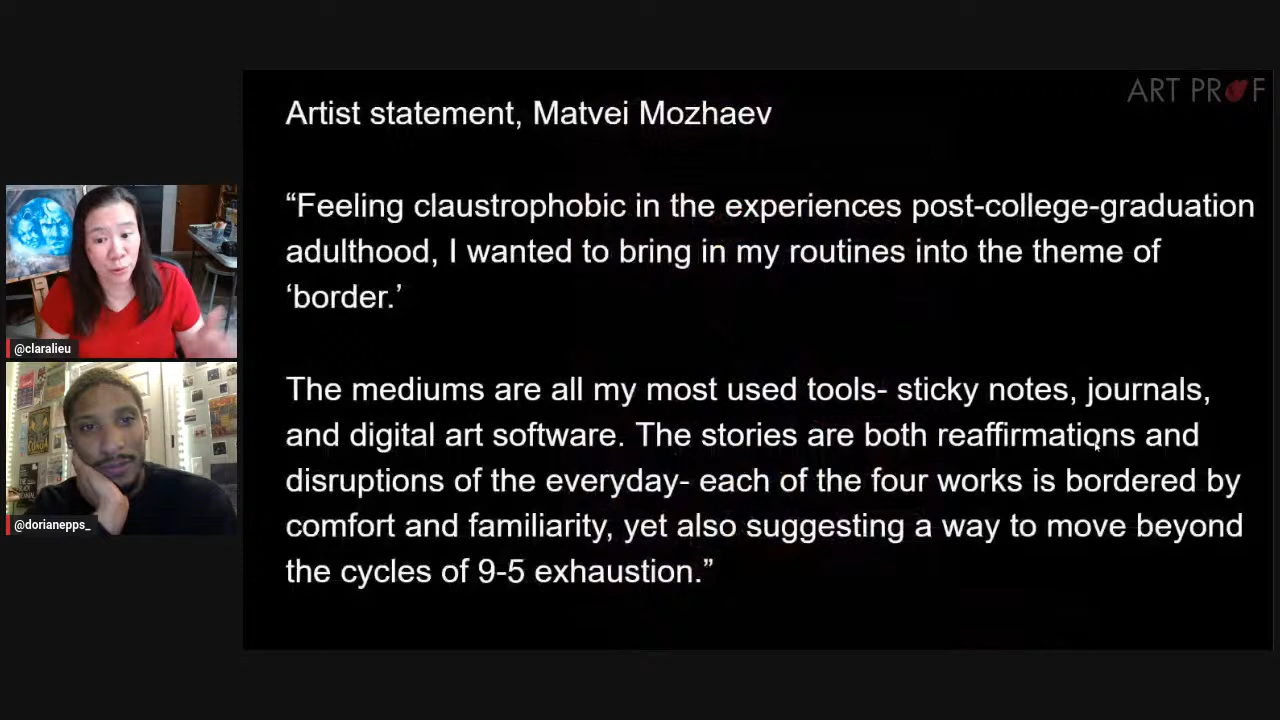 ART PROF
Artist statement, Matvei Mozhaev
“Feeling claustrophobic in the experiences post-college-graduation
adulthood, I wanted to bring in my routines into the theme of
‘border.’
The mediums are all my most used tools- sticky notes, journals,
and digital art software. The stories are both reaffirmations and
disruptions of the everyday- each of the four works is bordered by
comfort and familiarity, yet also suggesting a way to move beyond
the cycles of 9-5 exhaustion.”
@claralieu
@dorianepps_